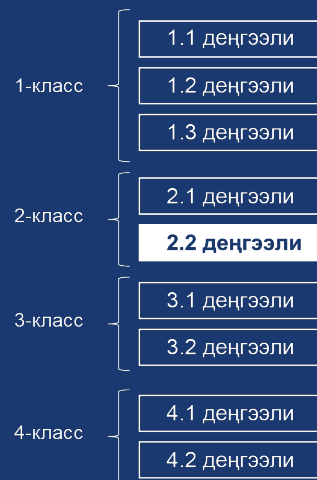 1-класс
1.1 деңгээли
1.2 деңгээли
1.3 деңгээли
2-класс
2.1 деңгээли
2.2 деңгээли
3-класс
3.1 деңгээли
3.2 деңгээли
4-класс
4.1 деңгээли
4.2 деңгээли